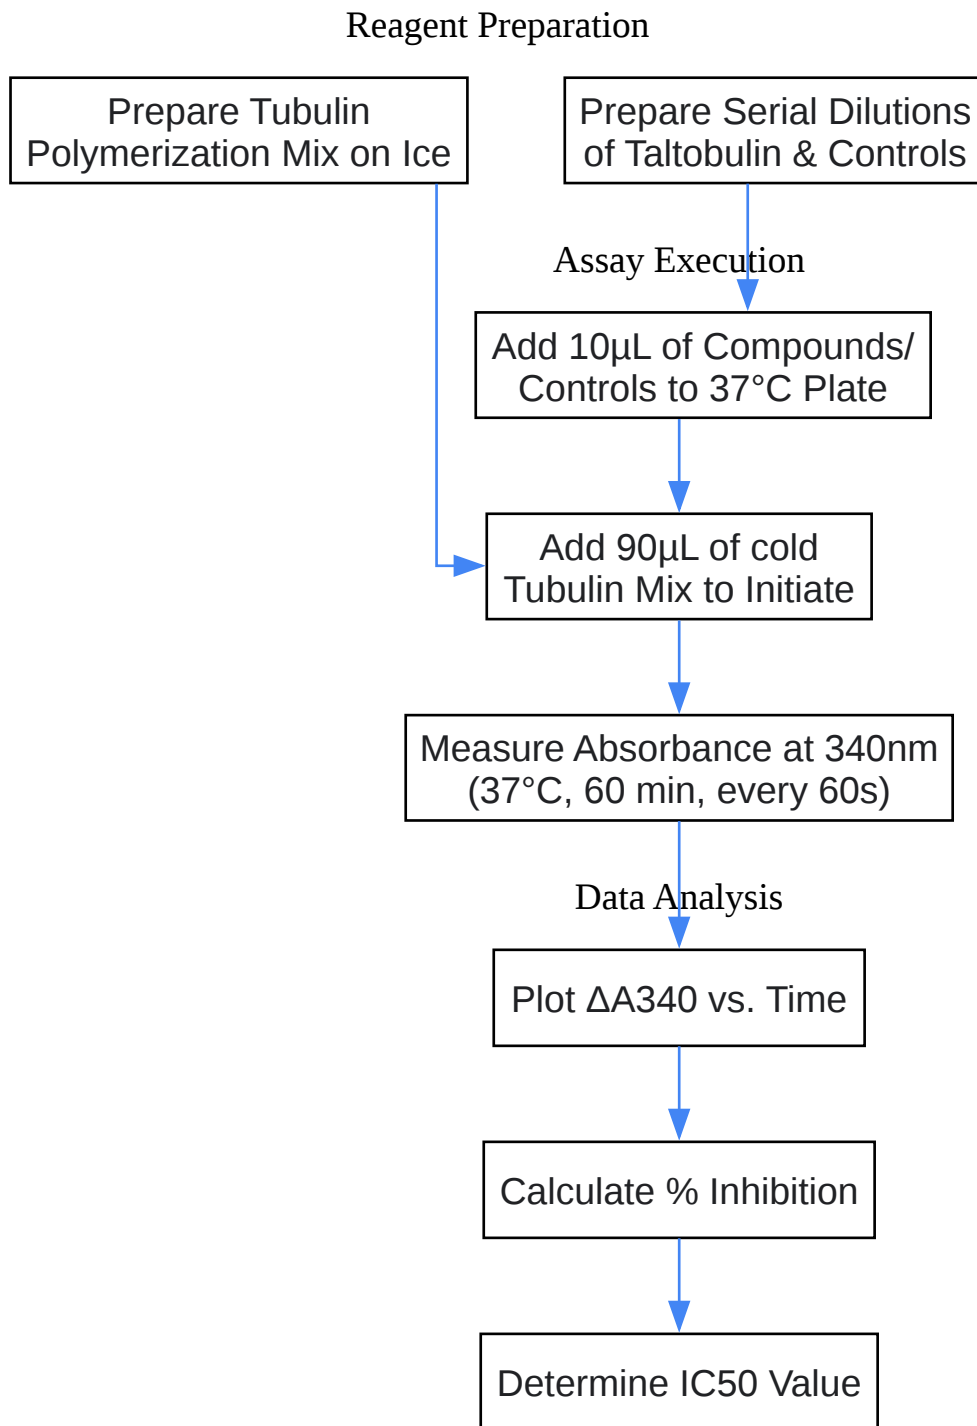 Reagent Preparation
Prepare Tubulin
Polymerization Mix on Ice
Prepare Serial Dilutions
of Taltobulin & Controls
Assay Execution
Add 10µL of Compounds/
Controls to 37°C Plate
Add 90µL of cold
Tubulin Mix to Initiate
Measure Absorbance at 340nm
(37°C, 60 min, every 60s)
Data Analysis
Plot ΔA340 vs. Time
Calculate % Inhibition
Determine IC50 Value